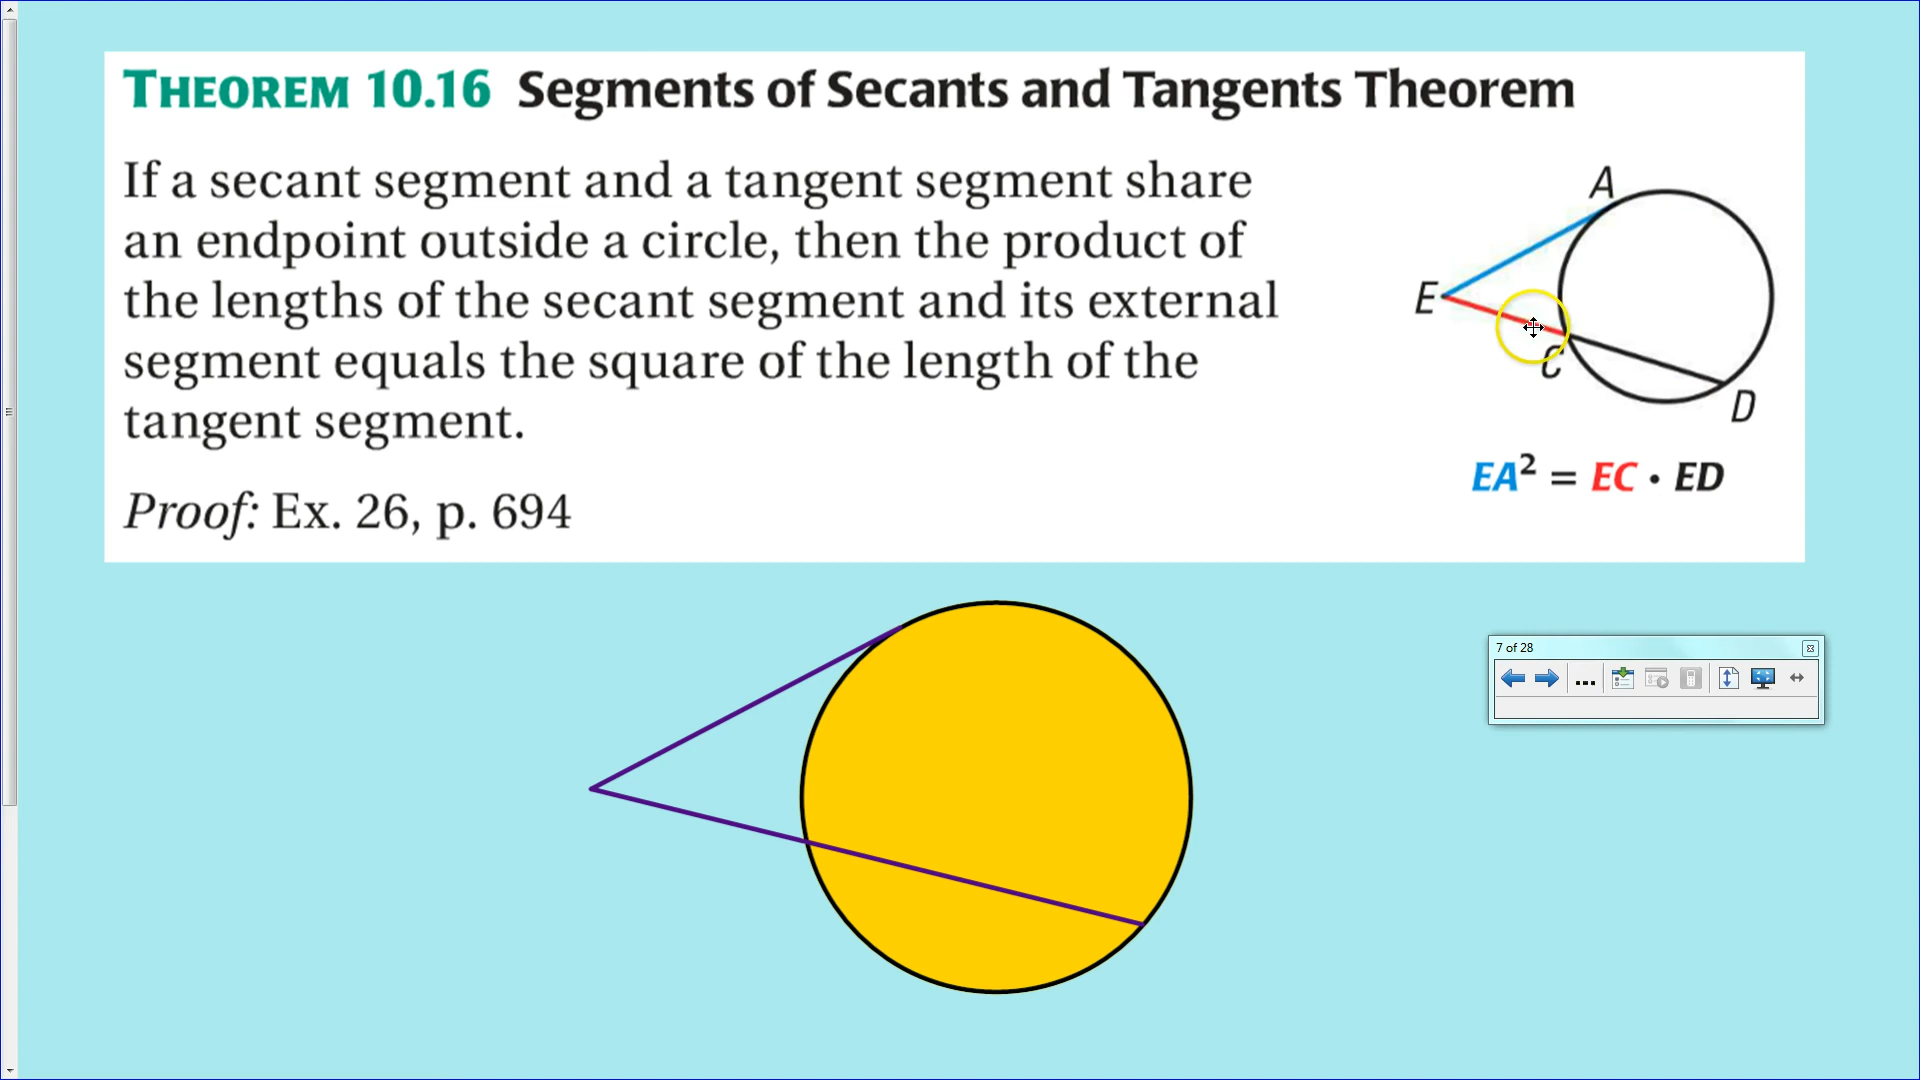 THEOREM 10.16 Segments of Secants and Tangents Theorem
If a secant segment and a tangent segment share
an endpoint outside a circle, then the product of
the lengths of the secant segment and its external
segment equals the square of the length of the
tangent segment.
Proof: Ex. 26, p. 694
A
E
C
D
EA² = EC • ED
7 of 28